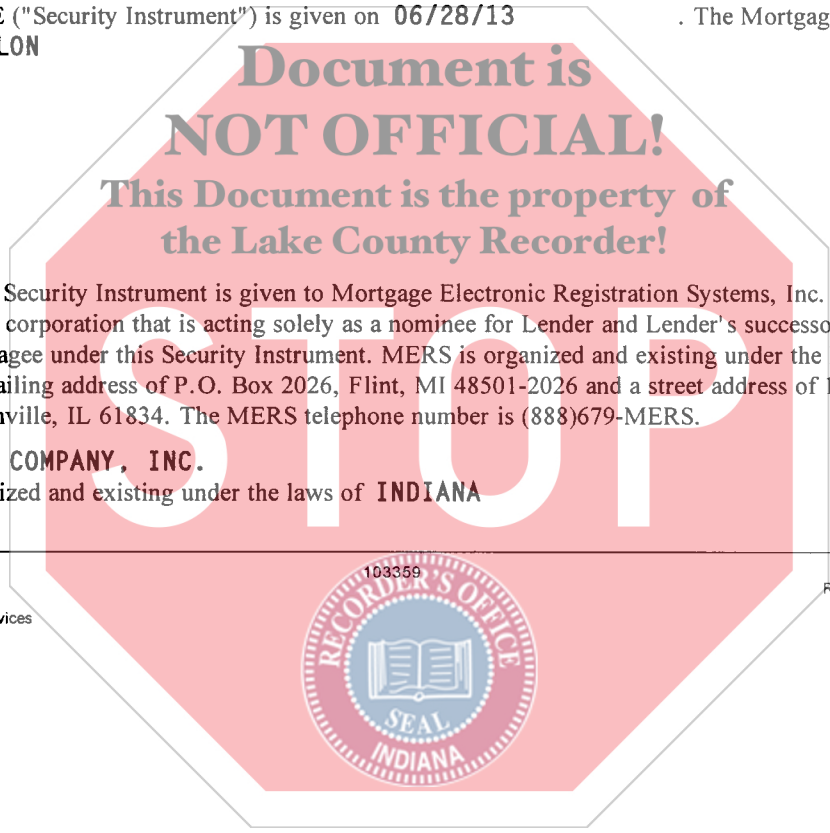 E ("Security Instrument") is given on 06/28/13 . The Mortgag
LON
Document is
NOT OFFICIAL!
This Document is the property of
the Lake County Recorder!
Security Instrument is given to Mortgage Electronic Registration Systems, Inc.
corporation that is acting solely as a nominee for Lender and Lender's successo
agee under this Security Instrument. MERS is organized and existing under the
ailing address of P.O. Box 2026, Flint, MI 48501-2026 and a street address of
ville, IL 61834. The MERS telephone number is (888)679-MERS.
COMPANY, INC.
ized and existing under the laws of INDIANA
STOP
103359
vices
RECORDER'S OFFICE
SEAL
INDIANA